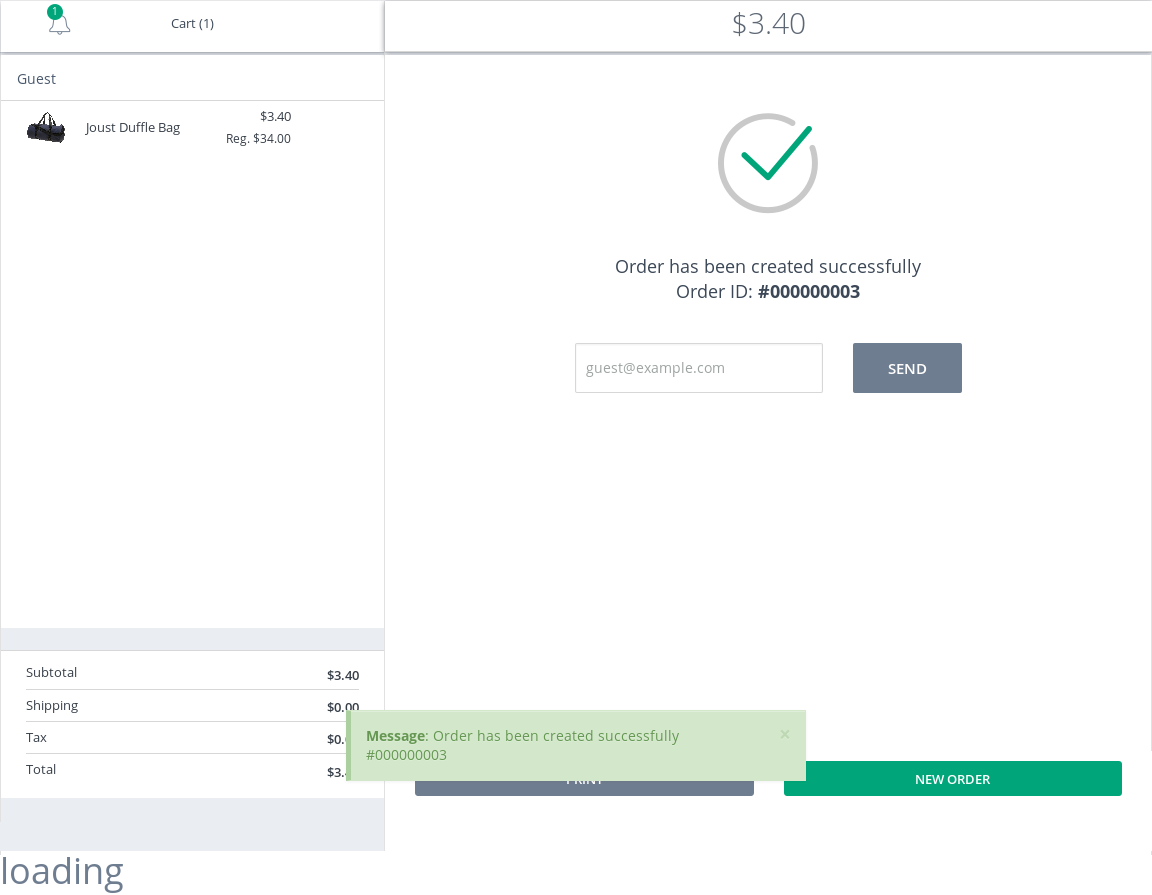 1
Cart (1)
$3.40
Guest
Joust Duffle Bag
$3.40
Reg. $34.00
Order has been created successfully
Order ID: #000000003
guest@example.com
SEND
Subtotal
$3.40
Shipping
$0.00
Tax
$0.
Total
$3.
Message: Order has been created successfully
#000000003
×
PRINT
NEW ORDER
loading